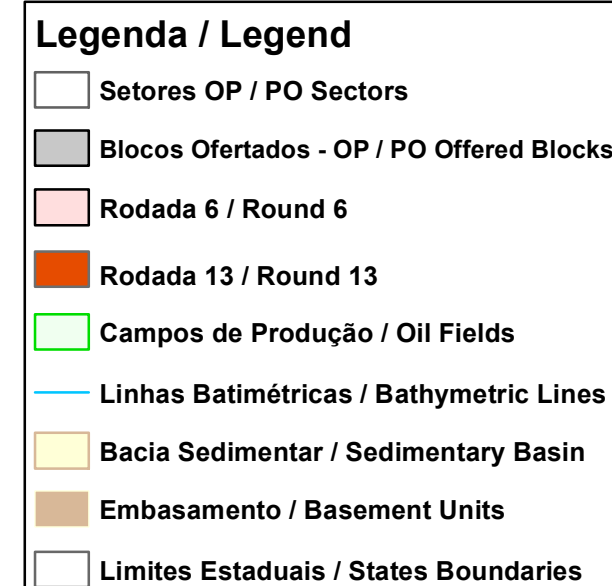 Legenda / Legend
Setores OP / PO Sectors
Blocos Ofertados - OP / PO Offered Blocks
Rodada 6 / Round 6
Rodada 13 / Round 13
Campos de Produção / Oil Fields
Linhas Batimétricas / Bathymetric Lines
Bacia Sedimentar / Sedimentary Basin
Embasamento / Basement Units
Limites Estaduais / States Boundaries